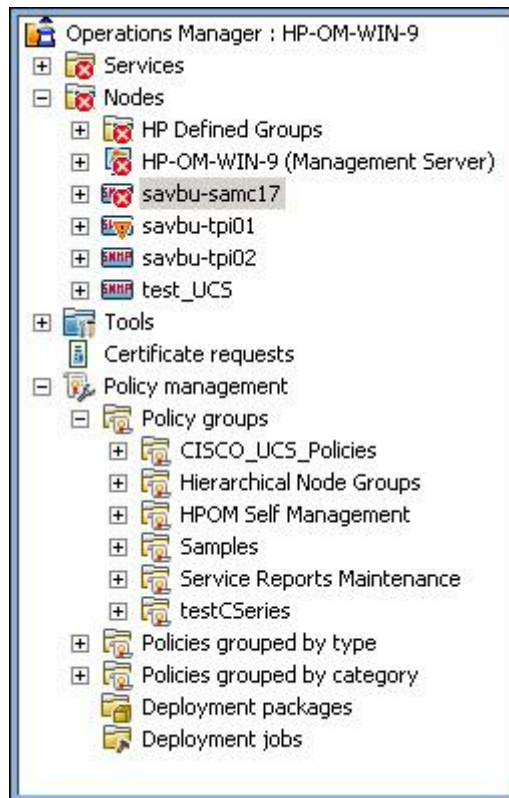 Operations Manager : HP-OM-WIN-9
Services
Nodes
HP Defined Groups
HP-OM-WIN-9 (Management Server)
savbu-samc17
savbu-tpi01
SNMP savbu-tpi02
SNMP test_UCS
Tools
Certificate requests
Policy management
Policy groups
CISCO_UCS_Policies
Hierarchical Node Groups
HPOM Self Management
Samples
Service Reports Maintenance
testCSeries
Policies grouped by type
Policies grouped by category
Deployment packages
Deployment jobs